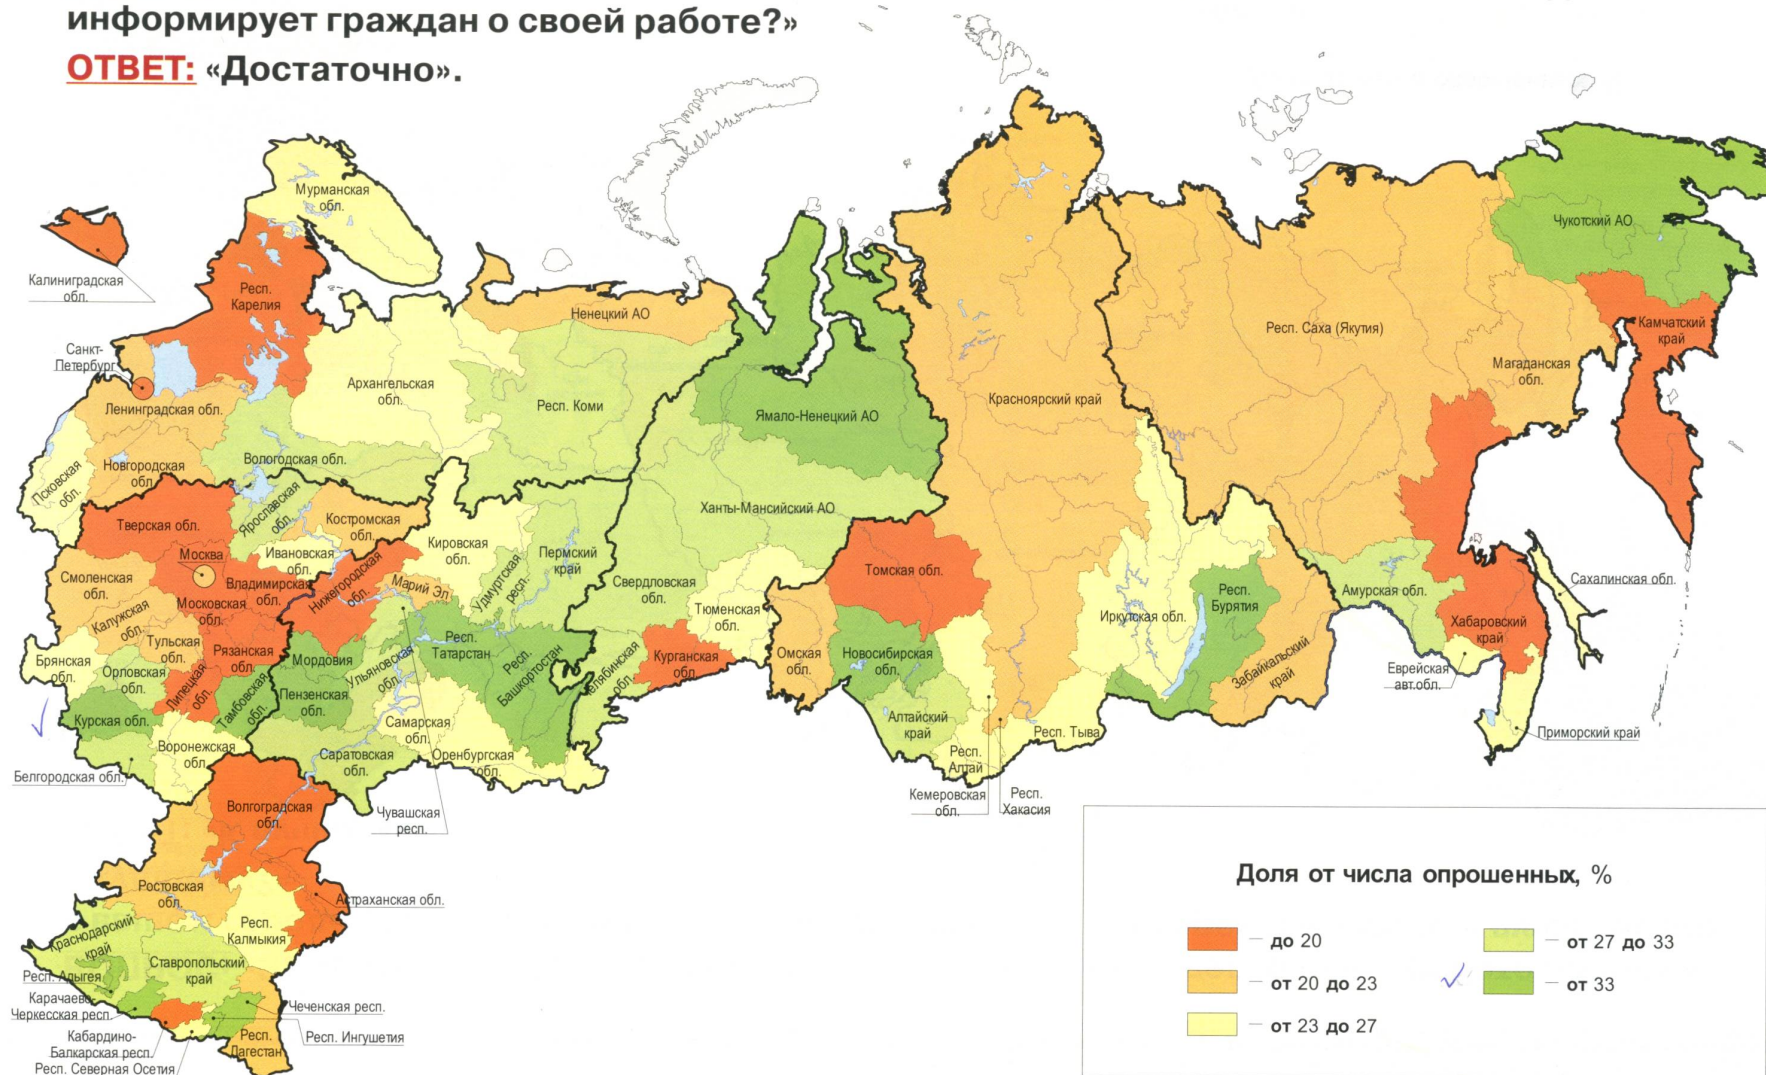 информирует граждан о своей работе?»
ОТВЕТ: «Достаточно».
Мурманская
обл.
Калиниградская
обл.
Респ.
Карелия
Санкт-
Петербург
Ленинградская обл.
Псковская
обл.
Новгородская
обл.
Архангельская
обл.
Ненецкий АО
Респ. Коми
Вологодская обл.
Ямало-Ненецкий АО
Ханты-Мансийский АО
Красноярский край
Респ. Саха (Якутия)
Магаданская
обл.
Чукотский АО
Камчатский
край
Тверская обл.
Ярославская
обл.
Костромская
обл.
Москва
Ивановская
обл.
Владимирская
обл.
Нижегородская
обл.
Марий Эл
Кировская
обл.
Удмуртская
респ.
Пермский
край
Свердловская
обл.
Тюменская
обл.
Томская обл.
Смоленская
обл.
Калужская
обл.
Московская
обл.
Тульская
обл.
Рязанская
обл.
Брянская
обл.
Орловская
обл.
Липецкая
обл.
Тамбовская
обл.
Мордовия
Пензенская
обл.
Ульяновская
обл.
Респ.
Татарстан
Респ.
Башкортостан
елябинская
обл.
Курганская
обл.
Омская
обл.
Новосибирская
обл.
Алтайский
край
Респ.
Алтай
Кемеровская
обл.
Респ.
Хакасия
Респ. Тыва
Иркутская обл.
Респ.
Бурятия
Забайкальский
край
Амурская обл.
Хабаровский
край
Еврейская
авт.обл.
Сахалинская обл.
Приморский край
Курская обл.
Воронежская
обл.
Белгородская обл.
Самарская
обл.
Оренбургская
обл.
Саратовская
обл.
Чувашская
респ.
Волгоградская
обл.
Ростовская
обл.
Астраханская обл.
Респ.
Калмыкия
Краснодарский
край
Ставропольский
край
Респ. Адыгея
Карачаево-
Черкесская респ.
Кабардино-
Балкарская респ.
Респ. Северная Осетия
Чеченская респ.
Респ. Ингушетия
Респ.
Дагестан
Доля от числа опрошенных, %
– до 20
– от 20 до 23
– от 23 до 27
– от 27 до 33
– от 33